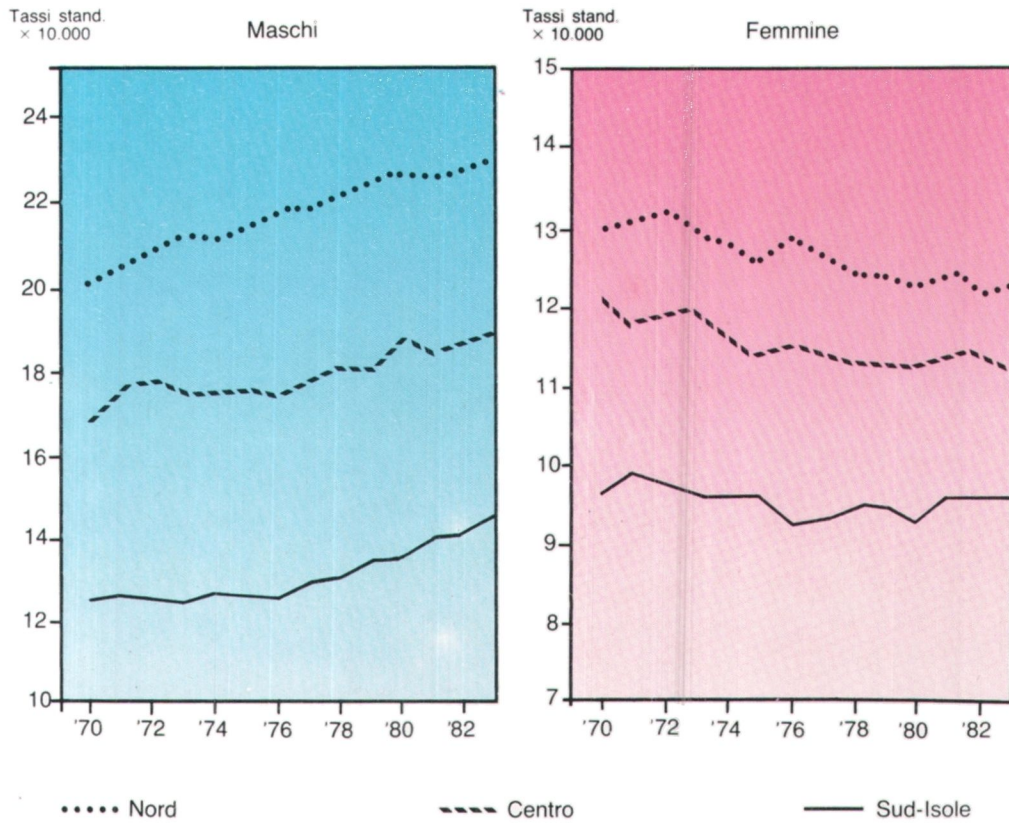 Tassi stand.
× 10.000
Maschi
24
22
20
18
16
14
12
10
'70 '72 '74 '76 '78 '80 '82
Tassi stand.
× 10.000
Femmine
15
14
13
12
11
10
9
8
7
'70 '72 '74 '76 '78 '80 '82
Nord Centro Sud-Isole